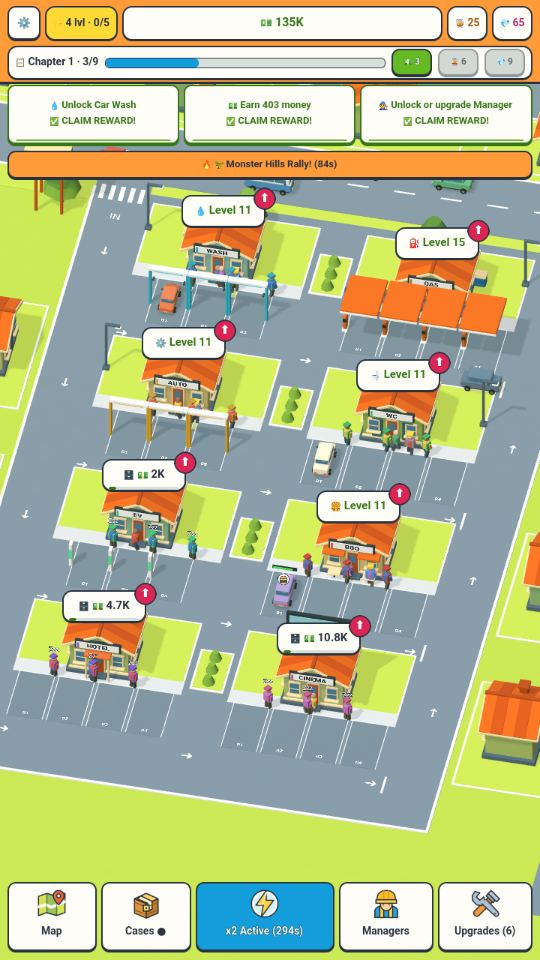 4 lvl · 0/5
135K
25
65
Chapter 1 · 3/9
3
6
9
Unlock Car Wash
CLAIM REWARD!
Earn 403 money
CLAIM REWARD!
Unlock or upgrade Manager
CLAIM REWARD!
Monster Hills Rally! (84s)
IN
Level 11
WASH
Level 15
GAS
Level 11
AUTO
Level 11
WC
2K
EV
Level 11
BBQ
4.7K
HOTEL
10.8K
CINEMA
Map
Cases
x2 Active (294s)
Managers
Upgrades (6)